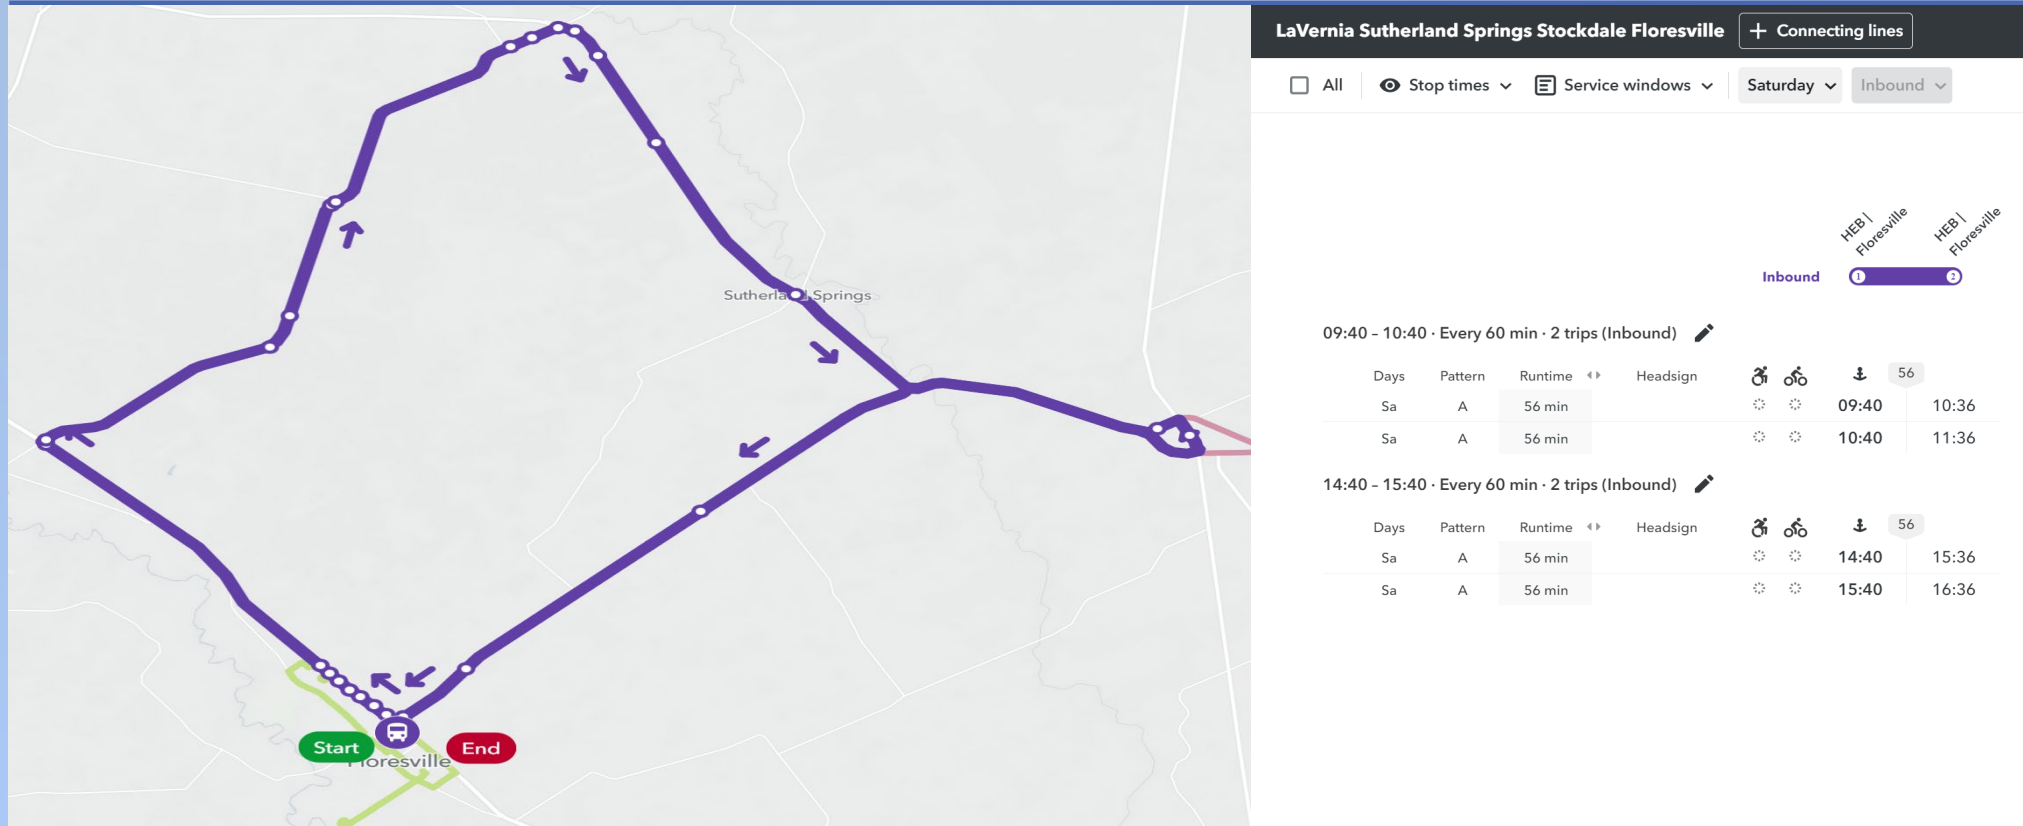 LaVernia Sutherland Springs Stockdale Floresville
+ Connecting lines
All
Stop times
Service windows
Saturday
Inbound
HEB |
Floresville
HEB |
Floresville
Inbound
1
2
09:40 – 10:40 · Every 60 min · 2 trips (Inbound)
Days Pattern Runtime Headsign 56
Sa A 56 min 09:40 10:36
Sa A 56 min 10:40 11:36
14:40 – 15:40 · Every 60 min · 2 trips (Inbound)
Days Pattern Runtime Headsign 56
Sa A 56 min 14:40 15:36
Sa A 56 min 15:40 16:36
Sutherland Springs
Start
End
Floresville